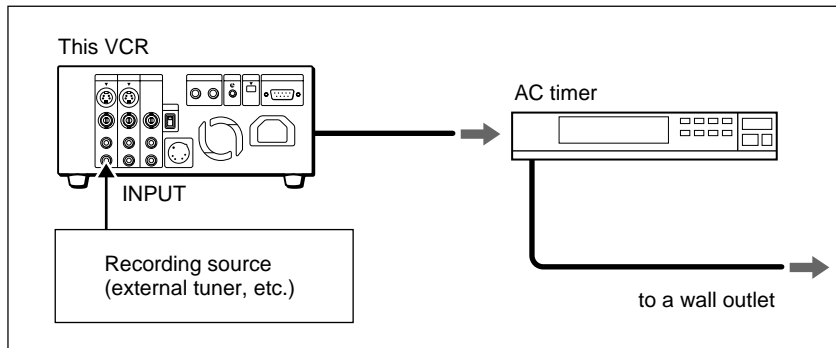 This VCR
AC timer
INPUT
Recording source
(external tuner, etc.)
to a wall outlet